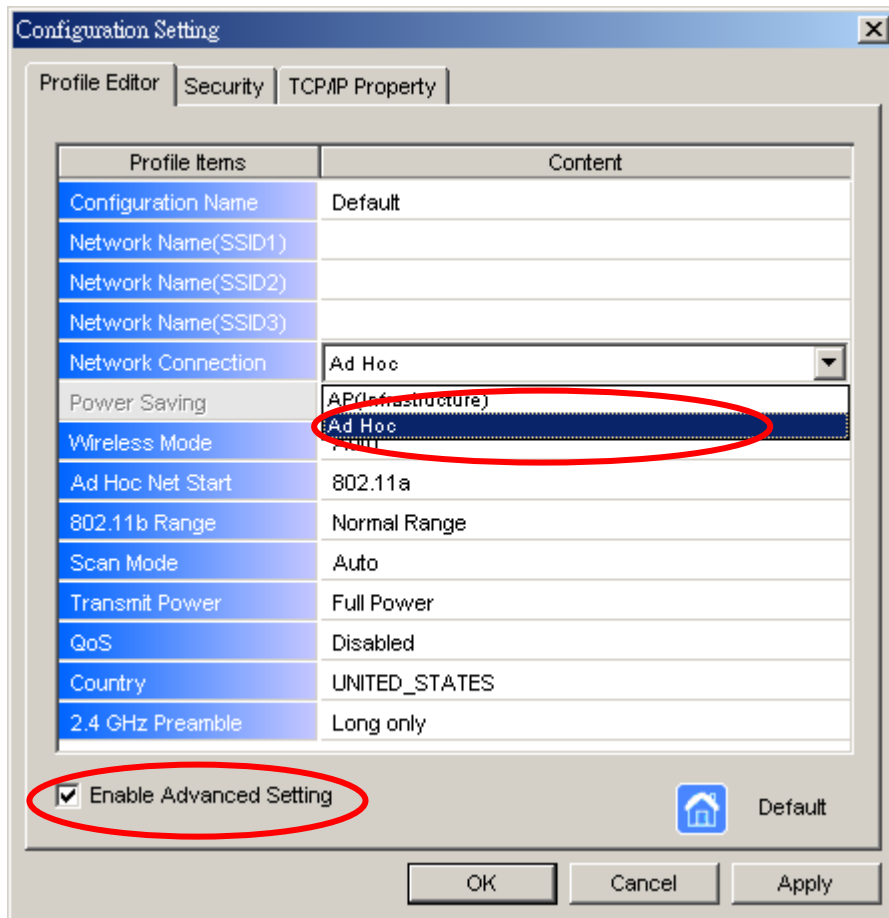 Configuration Setting
Profile Editor Security TCP/IP Property
Profile Items Content
Configuration Name Default
Network Name(SSID1)
Network Name(SSID2)
Network Name(SSID3)
Network Connection Ad Hoc
AP(Infrastructure)
Power Saving
Ad Hoc
Wireless Mode Auto
Ad Hoc Net Start 802.11a
802.11b Range Normal Range
Scan Mode Auto
Transmit Power Full Power
QoS Disabled
Country UNITED_STATES
2.4 GHz Preamble Long only
Enable Advanced Setting
Default
OK Cancel Apply